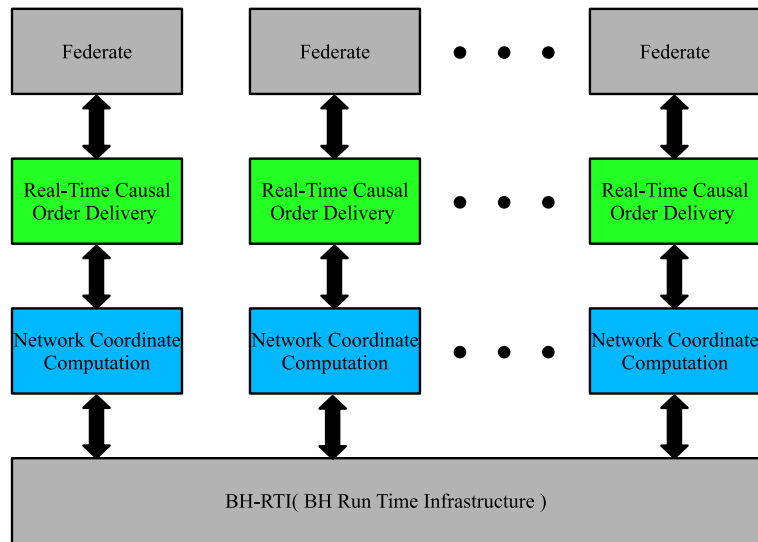 Federate
Federate
Federate
Real-Time Causal
Order Delivery
Real-Time Causal
Order Delivery
Real-Time Causal
Order Delivery
Network Coordinate
Computation
Network Coordinate
Computation
Network Coordinate
Computation
BH-RTI( BH Run Time Infrastructure )